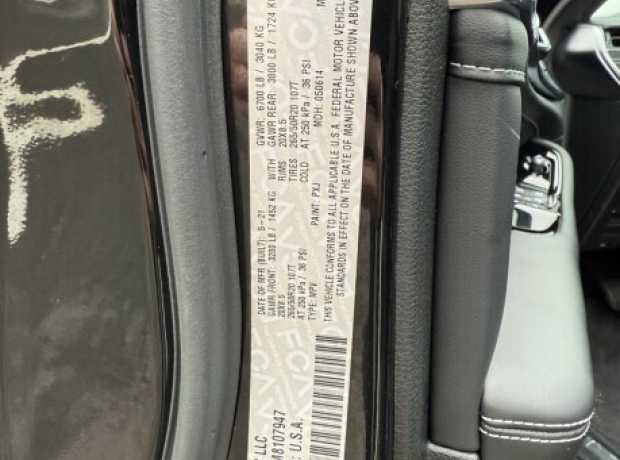 LLC
DATE OF MFR (BUILT): 5-21 GVWR: 6700 LB / 3040 KG
GAWR FRONT: 3200 LB / 1452 KG WITH GAWR REAR: 3800 LB / 1724 K
20X8.5 RIMS 20X8.5
265/50R20 107T TIRES 265/50R20 107T
AT 250 kPa / 36 PSI COLD AT 250 kPa / 36 PSI
TYPE: MPV PAINT: PXJ MDH: 050614
8107947
THIS VEHICLE CONFORMS TO ALL APPLICABLE U.S.A. FEDERAL MOTOR VEHICLE
STANDARDS IN EFFECT ON THE DATE OF MANUFACTURE SHOWN ABOVE
U.S.A.